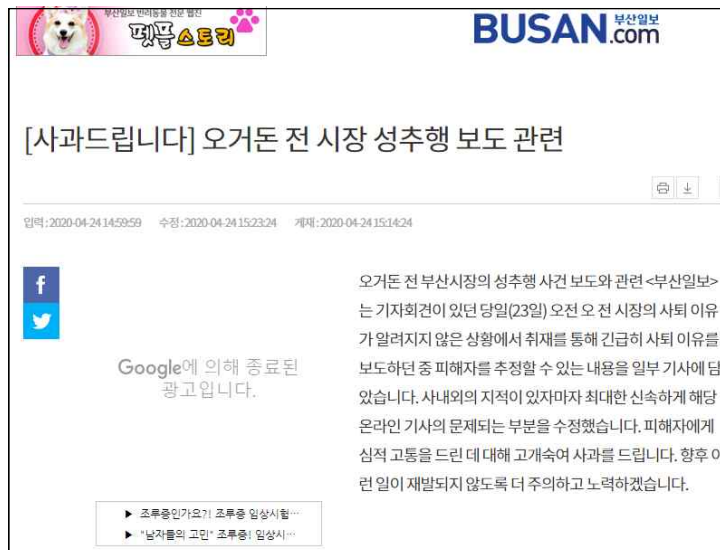 부산일보 반려동물 전문 웹진
펫플스토리
BUSAN.com
부산일보
[사과드립니다] 오거돈 전 시장 성추행 보도 관련
입력 : 2020-04-24 14:59:59 수정 : 2020-04-24 15:23:24 게재 : 2020-04-24 15:14:24
f
오거돈 전 부산시장의 성추행 사건 보도와 관련 <부산일보>
는 기자회견이 있던 당일(23일) 오전 오 전 시장의 사퇴 이유
가 알려지지 않은 상황에서 취재를 통해 긴급히 사퇴 이유를
보도하던 중 피해자를 추정할 수 있는 내용을 일부 기사에 담
았습니다. 사내외의 지적이 있자마자 최대한 신속하게 해당
온라인 기사의 문제되는 부분을 수정했습니다. 피해자에게
심적 고통을 드린 데 대해 고개숙여 사과를 드립니다. 향후 이
런 일이 재발되지 않도록 더 주의하고 노력하겠습니다.
Google에 의해 종료된
광고입니다.
▶ 조루증인가요?! 조루증 임상시험…
▶ "남자들의 고민" 조루증! 임상시…